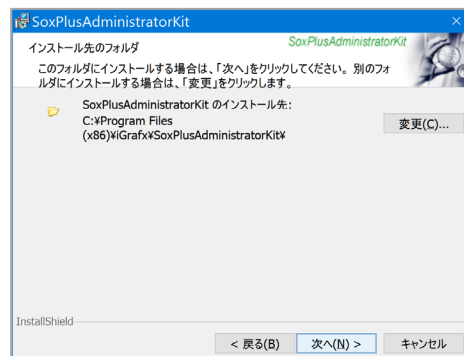 SoxPlusAdministratorKit
インストール先のフォルダ
SoxPlusAdministratorKit
このフォルダにインストールする場合は、「次へ」をクリックしてください。 別のフォ
ルダにインストールする場合は、「変更」をクリックします。
SoxPlusAdministratorKit のインストール先:
C:¥Program Files
(x86)¥iGrafx¥SoxPlusAdministratorKit¥
変更(C)...
InstallShield
< 戻る(B)
次へ(N) >
キャンセル